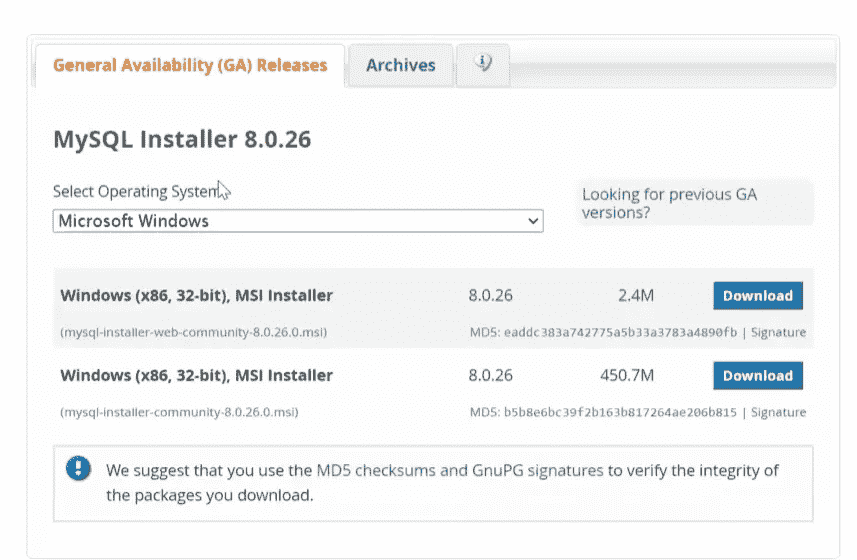 General Availability (GA) Releases
Archives
MySQL Installer 8.0.26
Select Operating System:
Looking for previous GA
versions?
Microsoft Windows
Windows (x86, 32-bit), MSI Installer 8.0.26 2.4M Download
(mysql-installer-web-community-8.0.26.0.msi) MD5: eaddc383a742775a5b33a3783a4890fb | Signature
Windows (x86, 32-bit), MSI Installer 8.0.26 450.7M Download
(mysql-installer-community-8.0.26.0.msi) MD5: b5b8e6bc39f2b163b817264ae206b815 | Signature
We suggest that you use the MD5 checksums and GnuPG signatures to verify the integrity of
the packages you download.